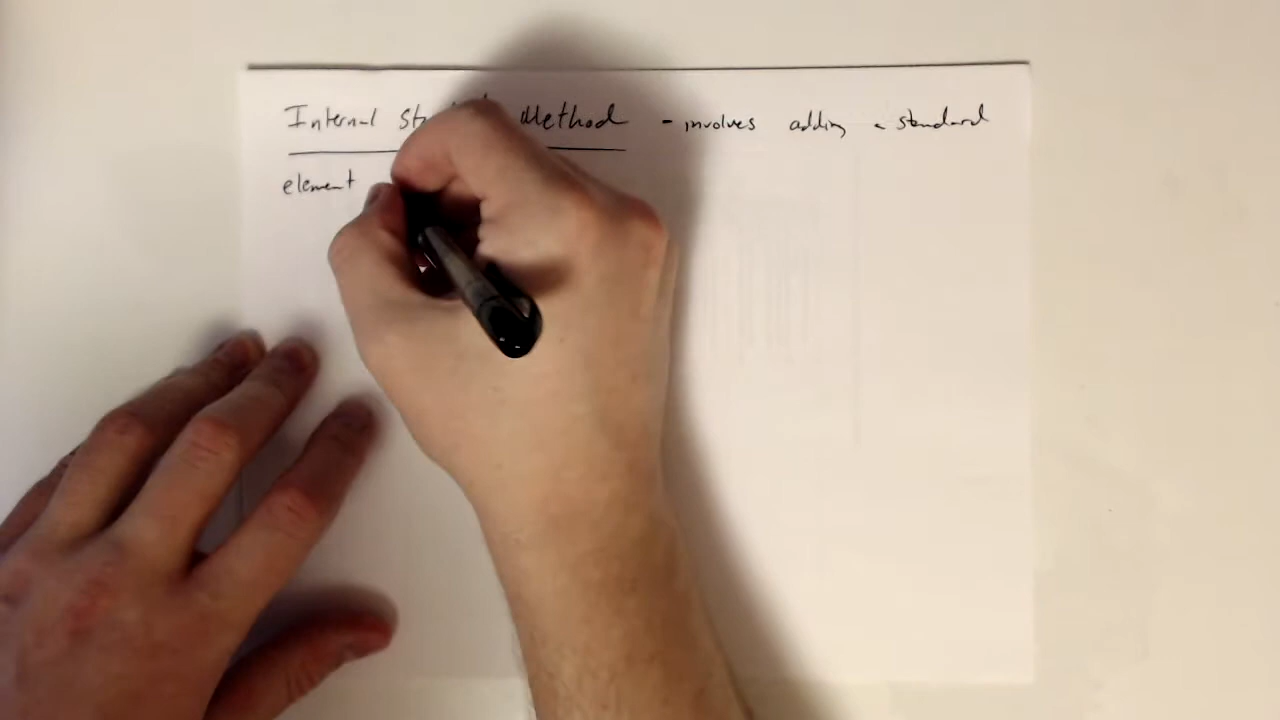 Internal Method - involves adding a standard
element